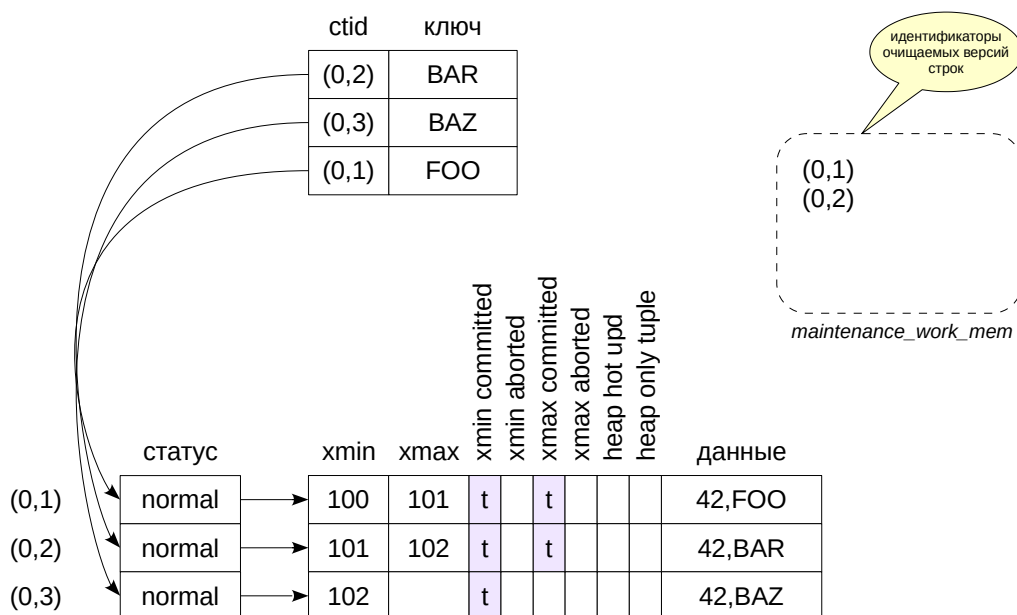 ctid ключ
(0,2) BAR
(0,3) BAZ
(0,1) FOO
идентификаторы
очищаемых версий
строк
(0,1)
(0,2)
maintenance_work_mem
статус xmin xmax xmin committed xmin aborted xmax committed xmax aborted heap hot upd heap only tuple данные
(0,1) normal 100 101 t t 42,FOO
(0,2) normal 101 102 t t 42,BAR
(0,3) normal 102 t 42,BAZ